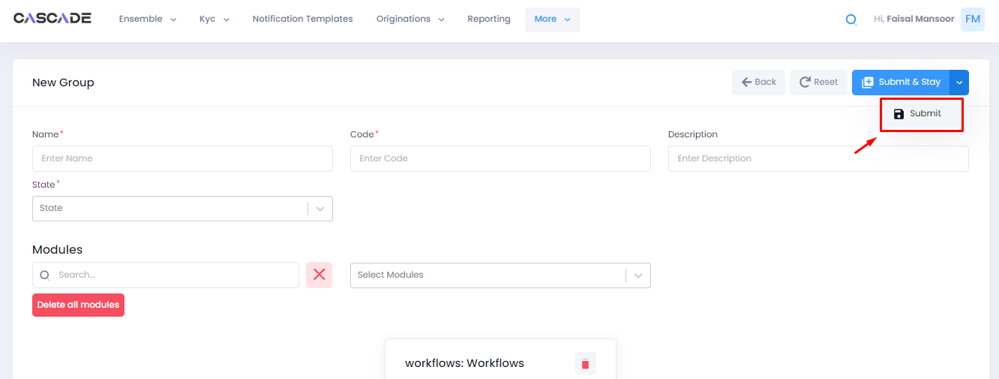 CASCADE Ensemble Kyc Notification Templates Originations Reporting More Hi, Faisal Mansoor FM
New Group Back Reset Submit & Stay
Submit
Name* Code* Description
Enter Name Enter Code Enter Description
State*
State
Modules
Search... Select Modules
Delete all modules
workflows: Workflows